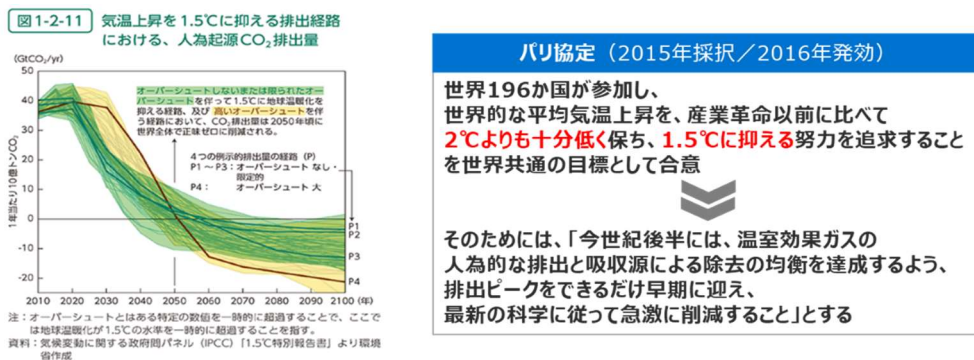 図1-2-11 気温上昇を1.5℃に抑える排出経路
における、人為起源CO₂排出量
(GtCO₂/yr)
50
40
30
20
10
0
-10
-20
1年当たり10億トンCO₂
オーバーシュートしないまたは限られたオー
バーシュートを伴って1.5℃に地球温暖化を
抑える経路、及び 高いオーバーシュートを伴
う経路において、CO₂排出量は2050年頃に
世界全体で正味ゼロに削減される。
4つの例示的排出量の経路（P）
P1 ～ P3：オーバーシュート なし・
限定的
P4： オーバーシュート 大
P1
P2
P3
P4
2010 2020 2030 2040 2050 2060 2070 2080 2090 2100 (年)
注：オーバーシュートとはある特定の数値を一時的に超過することで、ここで
は地球温暖化が1.5℃の水準を一時的に超過することを指す。
資料：気候変動に関する政府間パネル（IPCC）「1.5℃特別報告書」より環境
省作成
パリ協定（2015年採択／2016年発効）
世界196か国が参加し、
世界的な平均気温上昇を、産業革命以前に比べて
2℃よりも十分低く保ち、1.5℃に抑える努力を追求すること
を世界共通の目標として合意
そのためには、「今世紀後半には、温室効果ガスの
人為的な排出と吸収源による除去の均衡を達成するよう、
排出ピークをできるだけ早期に迎え、
最新の科学に従って急激に削減すること」とする